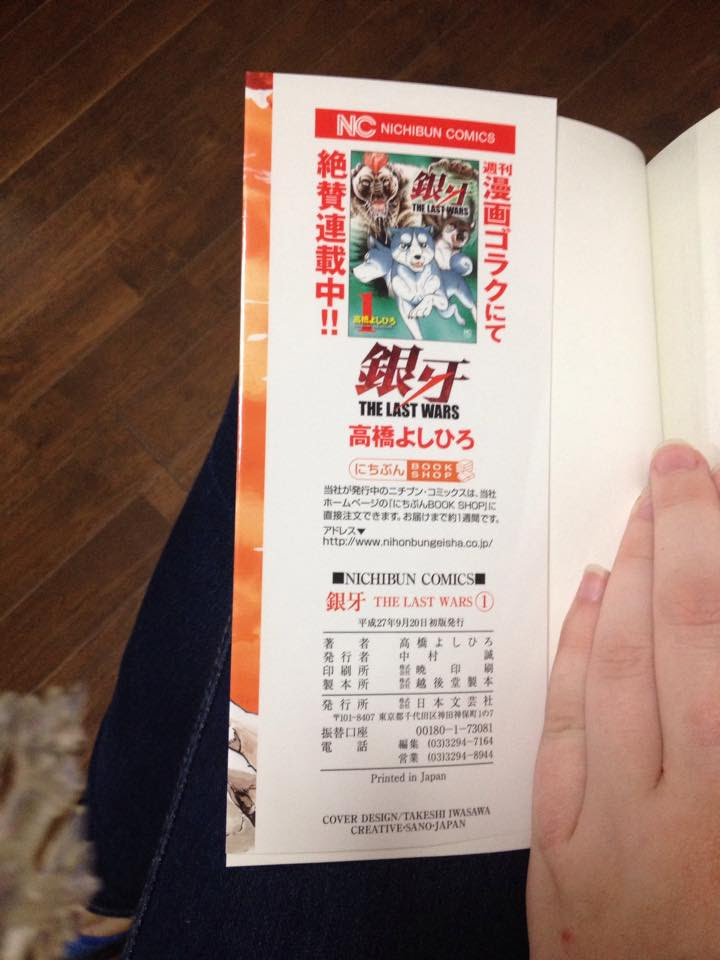 NC NICHIBUN COMICS
週刊漫画ゴラクにて
絶賛連載中!!
銀牙
THE LAST WARS
1
高橋よしひろ
銀牙
THE LAST WARS
高橋よしひろ
にちぶん BOOK SHOP
当社が発行中のニチブン・コミックスは、当社
ホームページの「にちぶんBOOK SHOP」に
直接注文できます。お届けまで約1週間です。
アドレス▼
http://www.nihonbungeisha.co.jp/
■NICHIBUN COMICS■
銀牙 THE LAST WARS ①
平成27年9月20日初版発行
著者 高橋よしひろ
発行者 中村誠
印刷所 株式会社 暁印刷
製本所 株式会社 越後堂製本
発行所 株式会社 日本文芸社
〒101-8407 東京都千代田区神田神保町1の7
振替口座 00180-1-73081
電話 編集 (03)3294-7164
営業 (03)3294-8944
Printed in Japan
COVER DESIGN/TAKESHI IWASAWA
CREATIVE・SANO・JAPAN